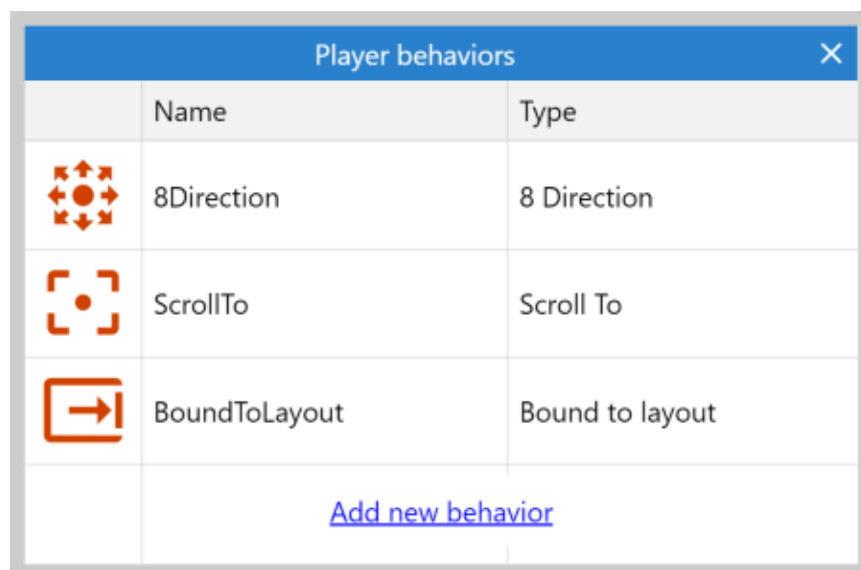 Player behaviors
Name Type
8Direction 8 Direction
ScrollTo Scroll To
BoundToLayout Bound to layout
Add new behavior